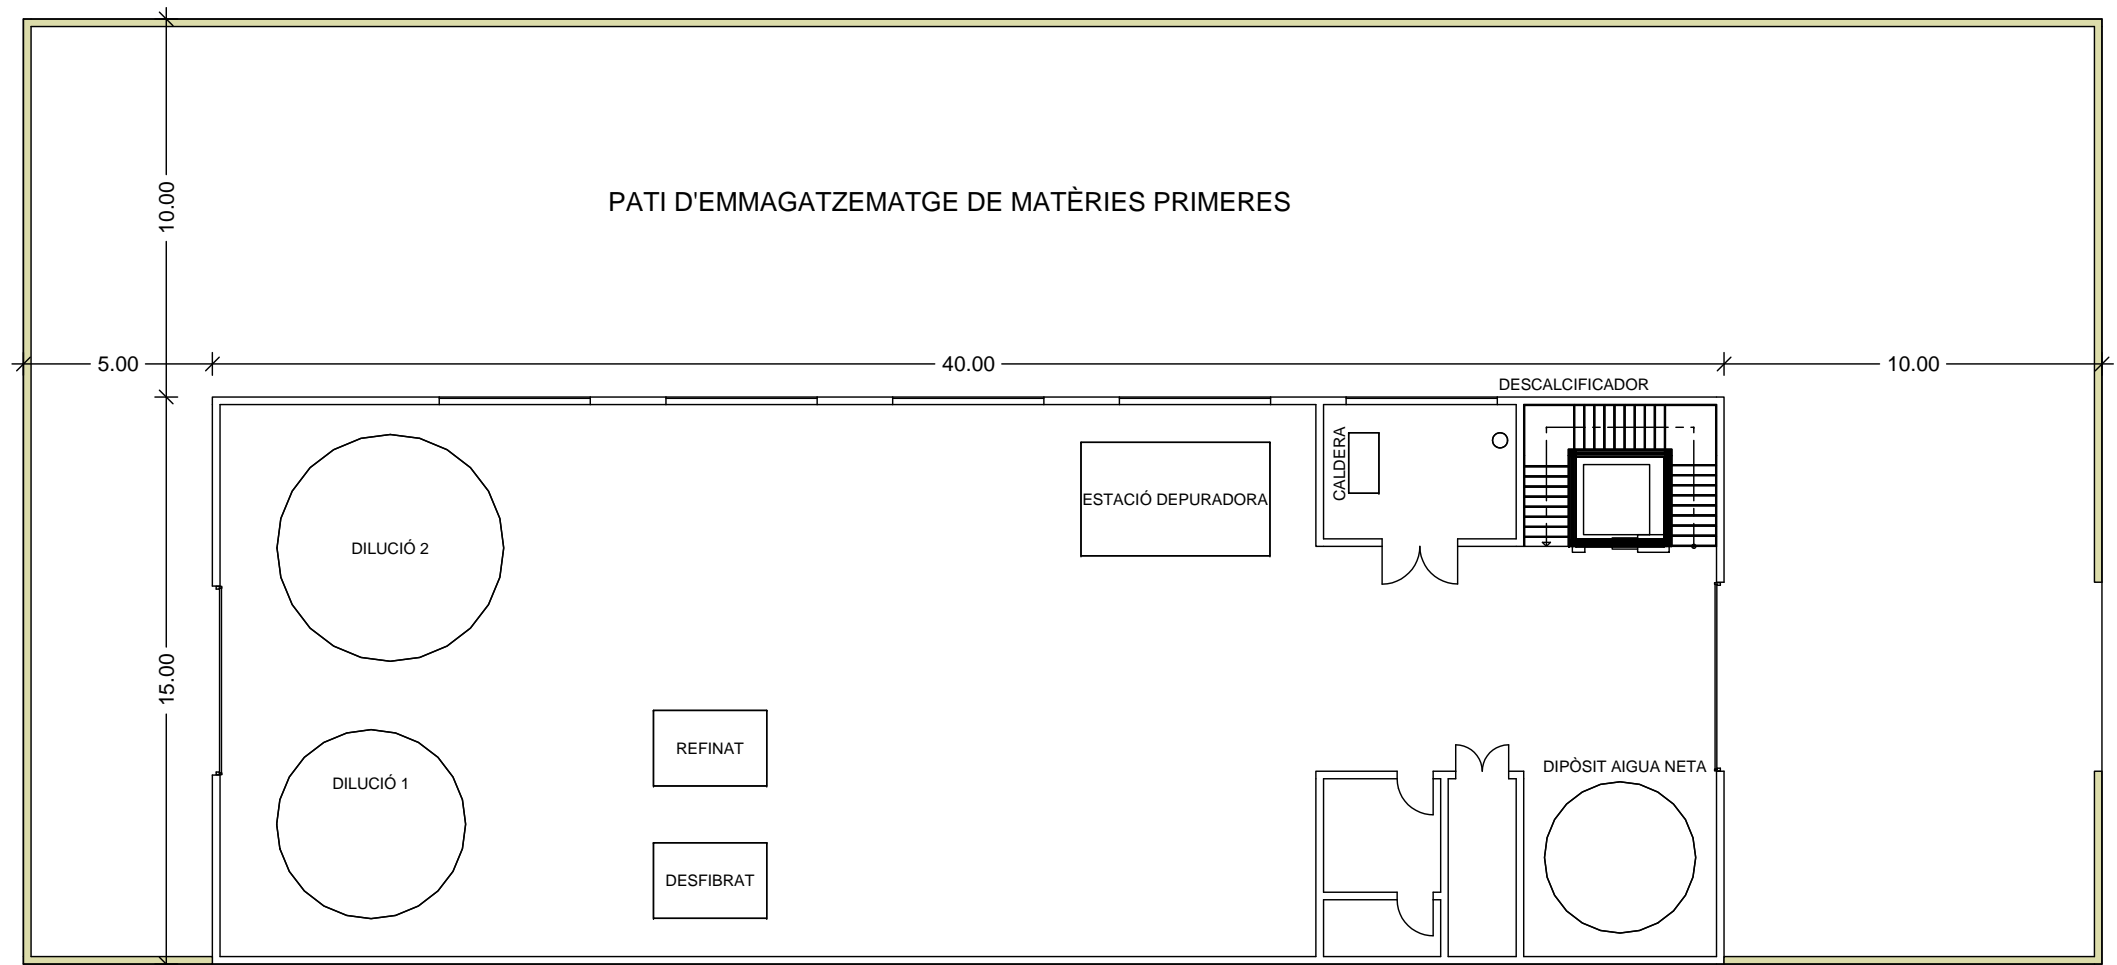 10.00
PATI D'EMMAGATZEMATGE DE MATÈRIES PRIMERES
5.00
40.00
10.00
DESCALCIFICADOR
CALDERA
ESTACIÓ DEPURADORA
DILUCIÓ 2
15.00
REFINAT
DIPÒSIT AIGUA NETA
DILUCIÓ 1
DESFIBRAT